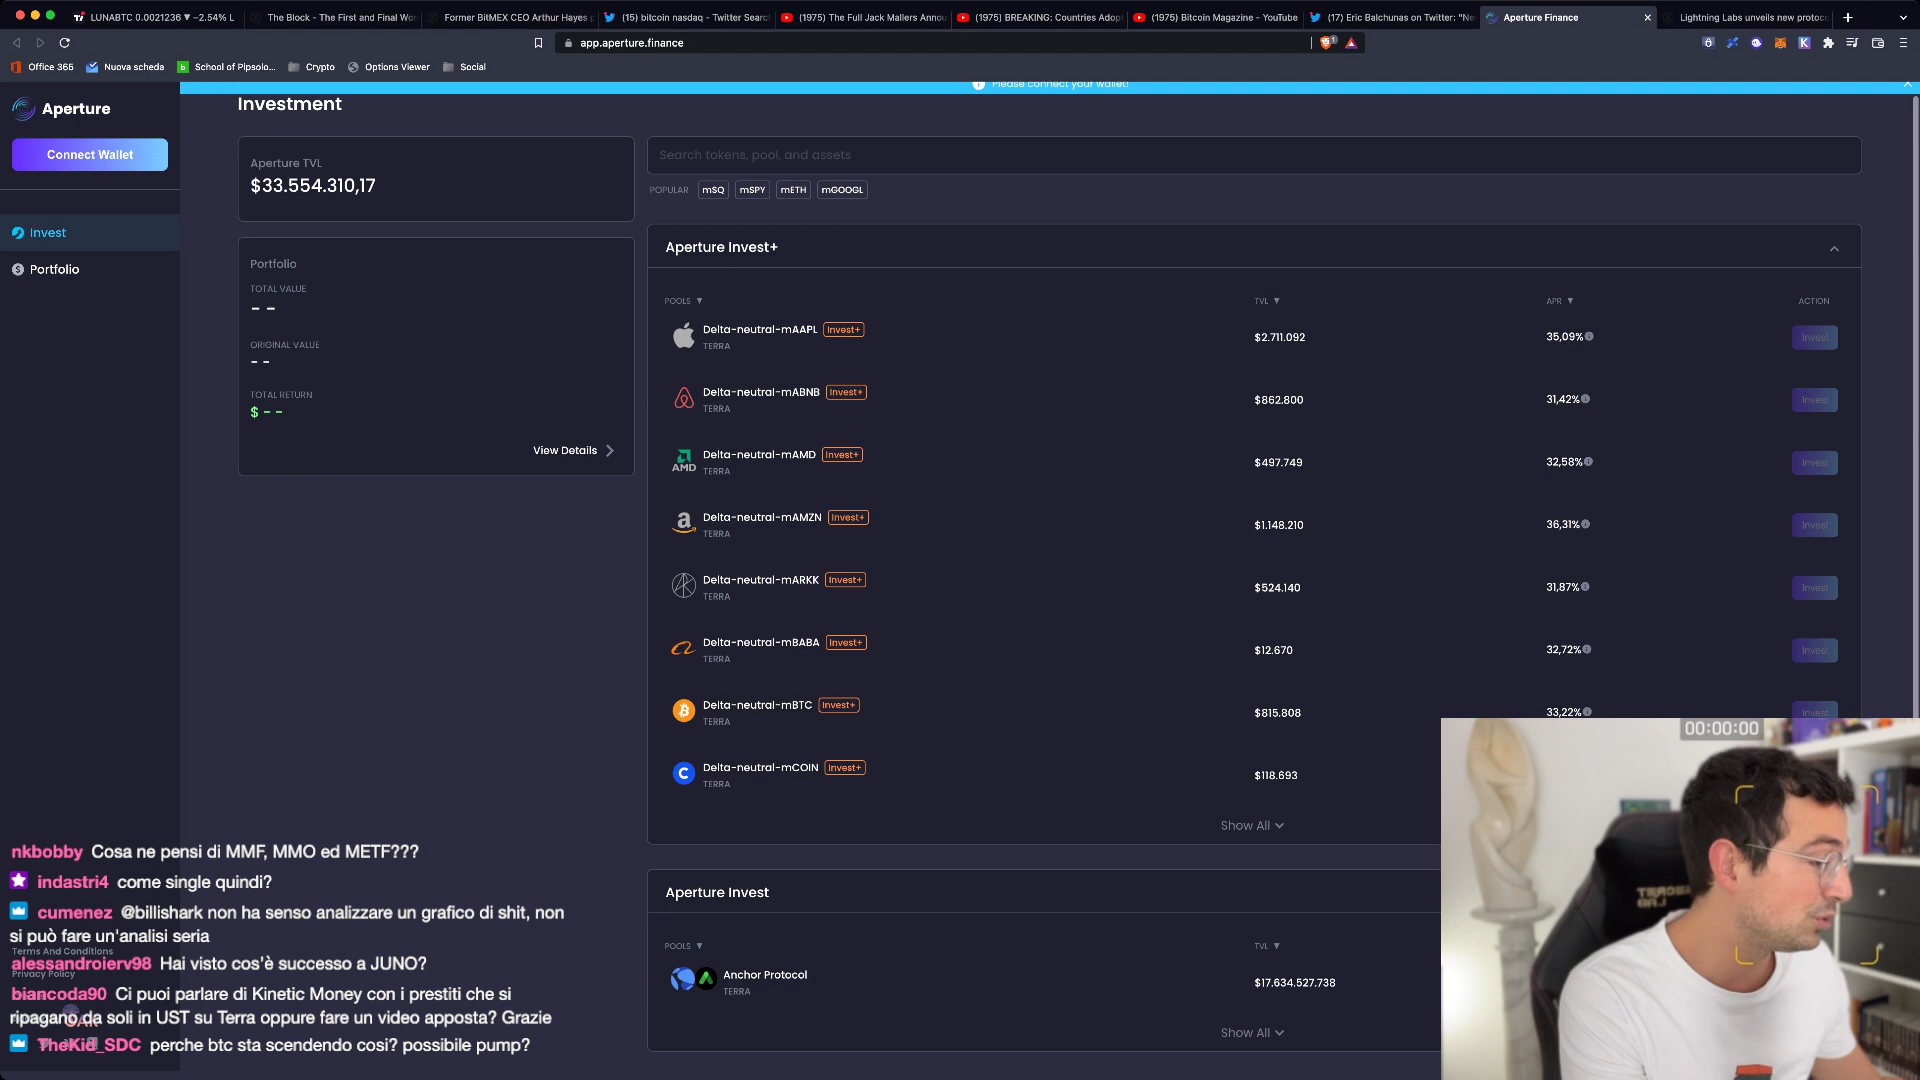 LUNABTC 0.0021236 ▼ −2.54% L
The Block - The First and Final Wor
Former BitMEX CEO Arthur Hayes p
(15) bitcoin nasdaq - Twitter Searc
(1975) The Full Jack Mallers Annou
(1975) BREAKING: Countries Adopt
(1975) Bitcoin Magazine - YouTube
(17) Eric Balchunas on Twitter: "Ne
Aperture Finance
Lightning Labs unveils new protoco
app.aperture.finance
Office 365
Nuova scheda
School of Pipsolo...
Crypto
Options Viewer
Social
Please connect your wallet!
Aperture
Connect Wallet
Invest
Portfolio
Investment
Aperture TVL
$33.554.310,17
Portfolio
TOTAL VALUE
– –
ORIGINAL VALUE
– –
TOTAL RETURN
$ – –
View Details
Search tokens, pool, and assets
POPULAR mSQ mSPY mETH mGOOGL
Aperture Invest+
POOLS ▼ TVL ▼ APR ▼ ACTION
Delta-neutral-mAAPL Invest+
TERRA
$2.711.092 35,09% Invest
Delta-neutral-mABNB Invest+
TERRA
$862.800 31,42% Invest
AMD
Delta-neutral-mAMD Invest+
TERRA
$497.749 32,58% Invest
Delta-neutral-mAMZN Invest+
TERRA
$1.148.210 36,31% Invest
Delta-neutral-mARKK Invest+
TERRA
$524.140 31,87% Invest
Delta-neutral-mBABA Invest+
TERRA
$12.670 32,72% Invest
Delta-neutral-mBTC Invest+
TERRA
$815.808 33,22% Invest
Delta-neutral-mCOIN Invest+
TERRA
$118.693
Show All
Aperture Invest
POOLS ▼ TVL ▼
Anchor Protocol
TERRA
$17.634.527.738
Show All
00:00:00
nkbobby Cosa ne pensi di MMF, MMO ed METF???
indastri4 come single quindi?
cumenez @billishark non ha senso analizzare un grafico di shit, non
si può fare un'analisi seria
Terms And Conditions
alessandroierv98 Hai visto cos'è successo a JUNO?
Privacy Policy
biancoda90 Ci puoi parlare di Kinetic Money con i prestiti che si
ripagano da soli in UST su Terra oppure fare un video apposta? Grazie
TheKid_SDC perche btc sta scendendo cosi? possibile pump?